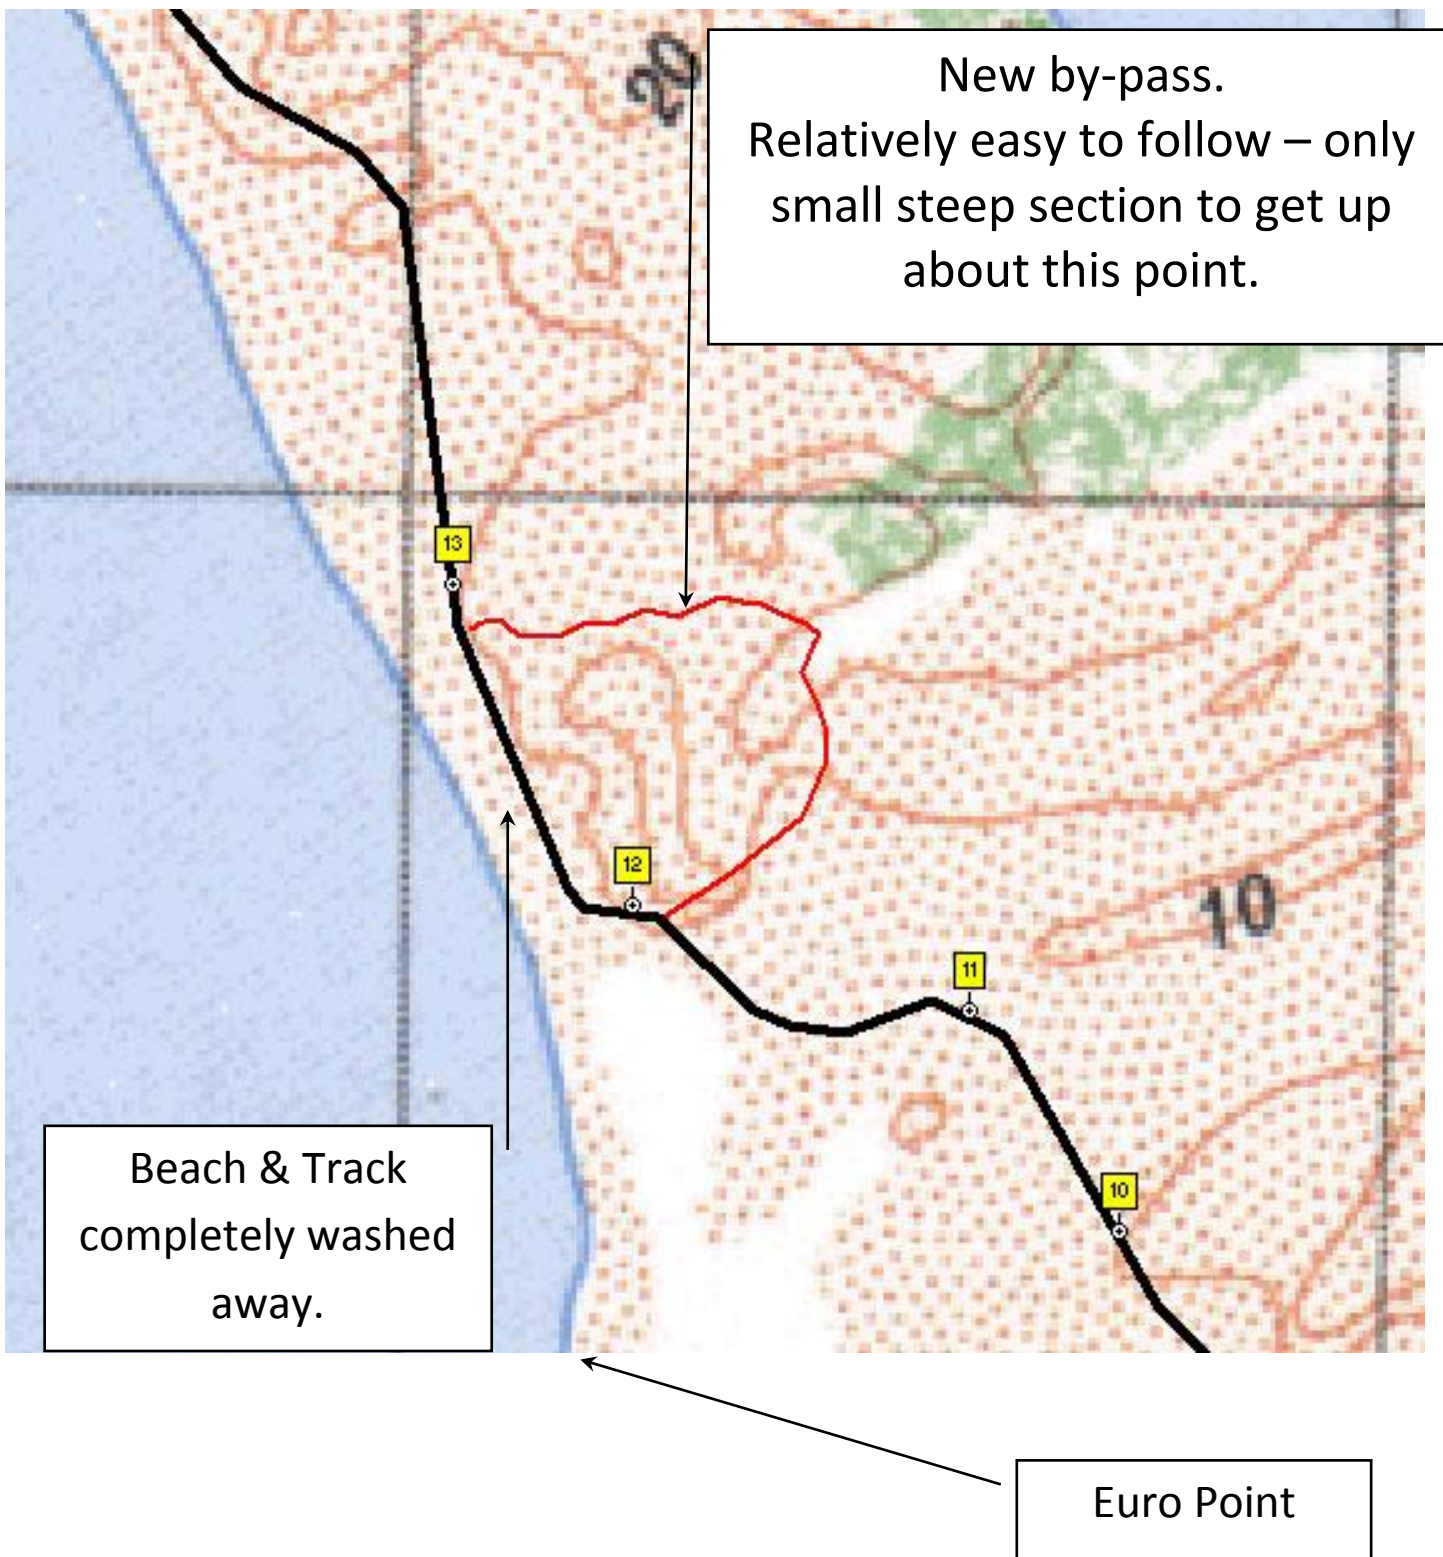 20
New by-pass.
Relatively easy to follow – only
small steep section to get up
about this point.
13
12
10
11
10
Beach & Track
completely washed
away.
Euro Point